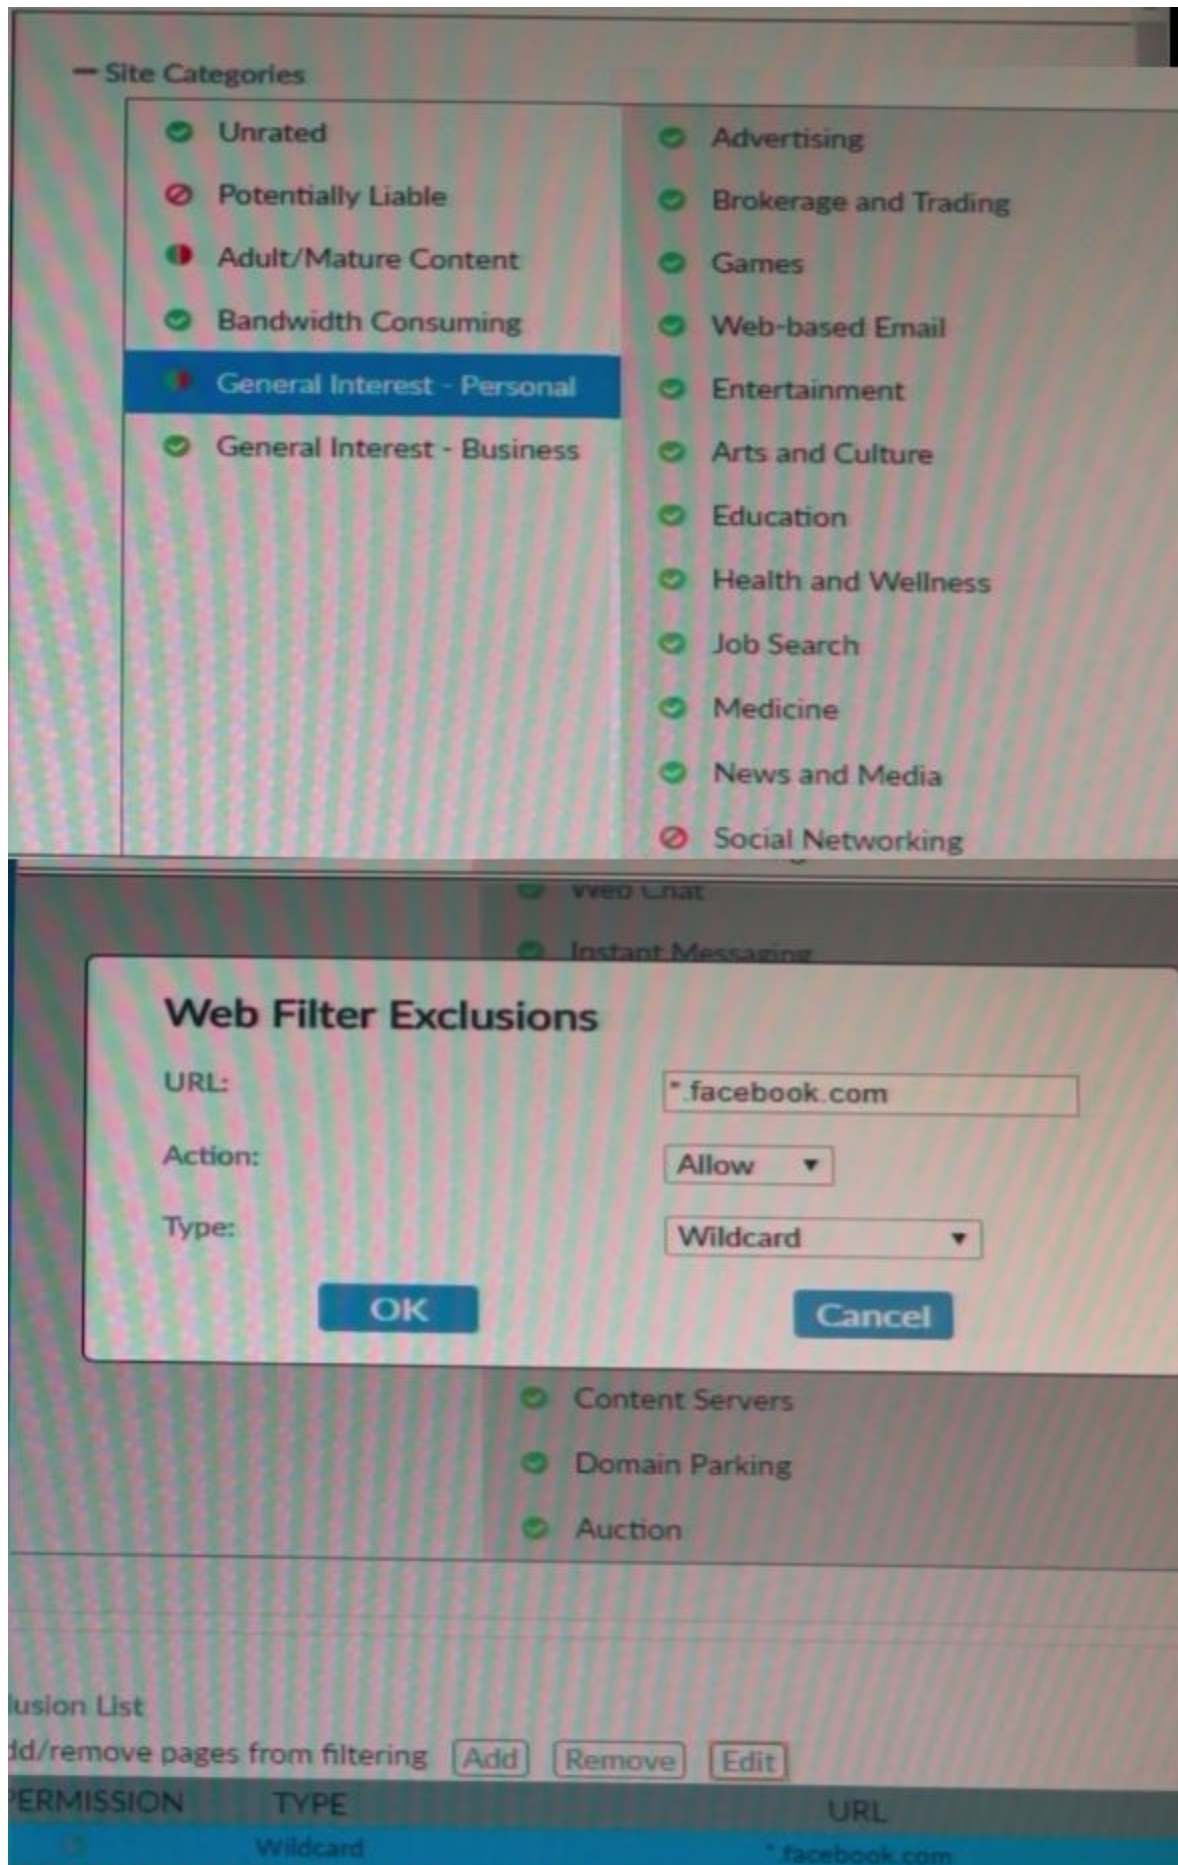 Site Categories
Unrated
Potentially Liable
Adult/Mature Content
Bandwidth Consuming
General Interest - Personal
General Interest - Business
Advertising
Brokerage and Trading
Games
Web-based Email
Entertainment
Arts and Culture
Education
Health and Wellness
Job Search
Medicine
News and Media
Social Networking
Web Chat
Instant Messaging
Web Filter Exclusions
URL:
*.facebook.com
Action:
Allow
Type:
Wildcard
OK
Cancel
Content Servers
Domain Parking
Auction
lusion List
dd/remove pages from filtering Add Remove Edit
PERMISSION TYPE URL
Wildcard *.facebook.com